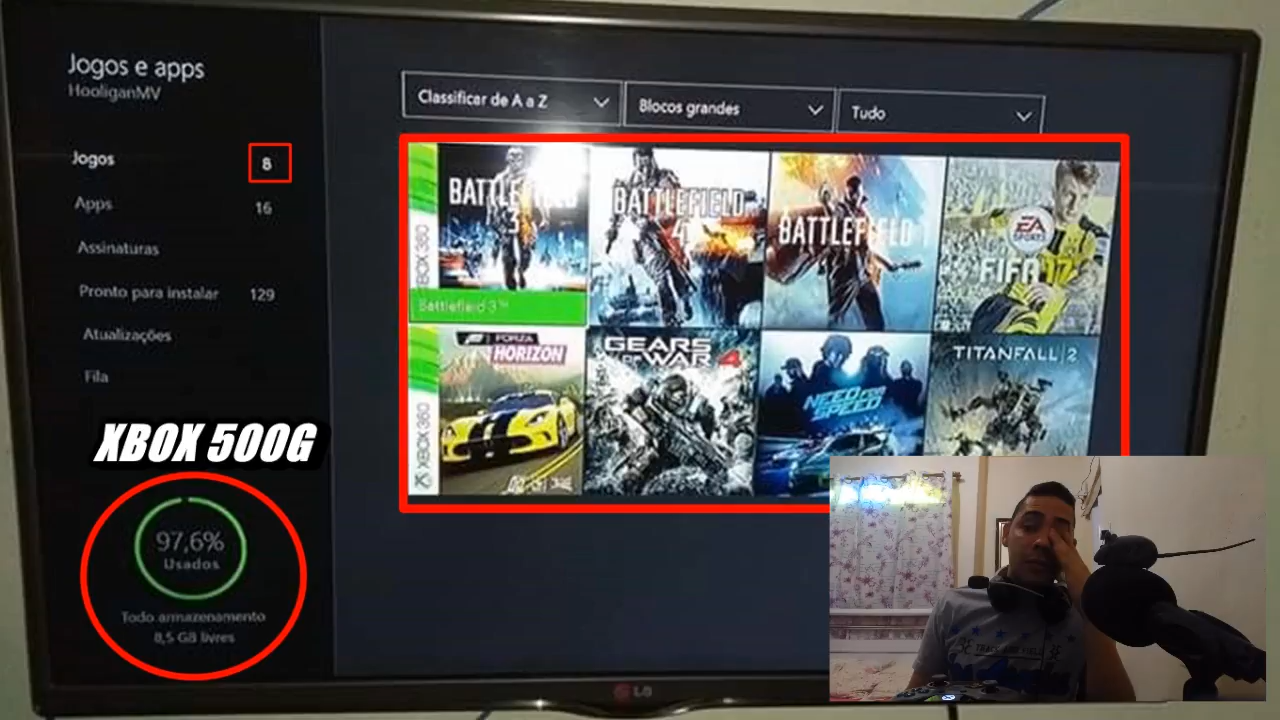 Jogos e apps
HooliganMV
Jogos 8
Apps 16
Assinaturas
Pronto para instalar 129
Atualizações
Fila
XBOX 500G
97,6%
Usados
Todo armazenamento
8,5 GB livres
Classificar de A a Z
Blocos grandes
Tudo
XBOX 360
BATTLEFIELD
3
Battlefield 3™
BATTLEFIELD
4
BATTLEFIELD 1
EA
SPORTS
FIFA 17
XBOX 360
FORZA
HORIZON
GEARS
OF WAR 4
NEED FOR
SPEED
TITANFALL 2
LG